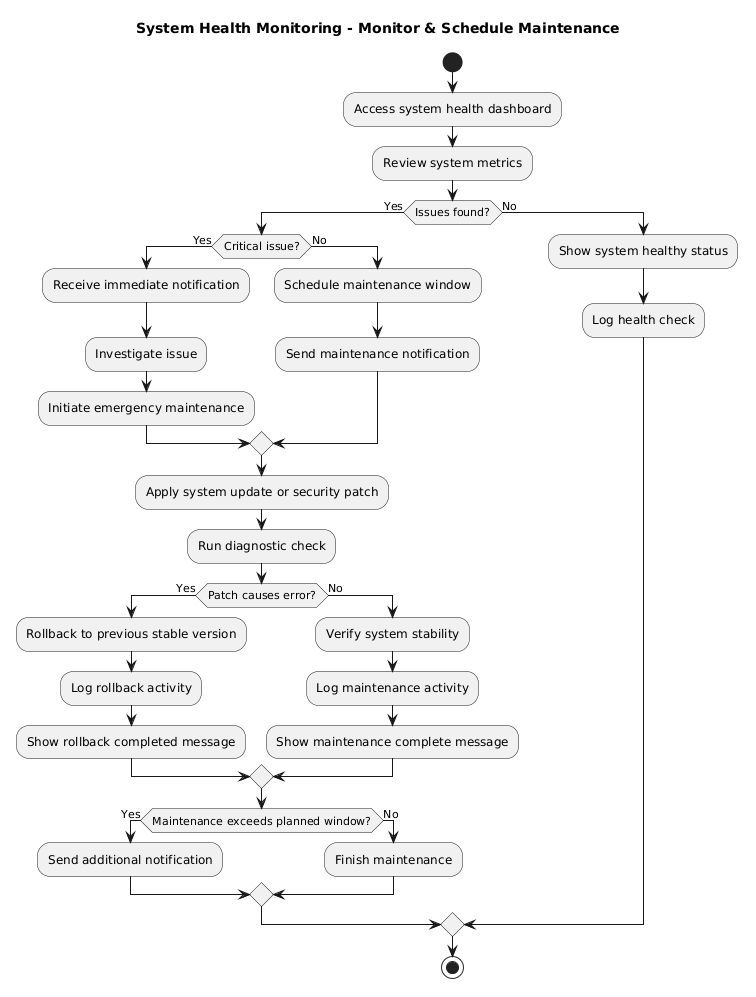 System Health Monitoring - Monitor & Schedule Maintenance
Access system health dashboard
Review system metrics
Yes
Issues found?
No
Yes
Critical issue?
No
Show system healthy status
Receive immediate notification
Schedule maintenance window
Log health check
Investigate issue
Send maintenance notification
Initiate emergency maintenance
Apply system update or security patch
Run diagnostic check
Yes
Patch causes error?
No
Rollback to previous stable version
Verify system stability
Log rollback activity
Log maintenance activity
Show rollback completed message
Show maintenance complete message
Yes
Maintenance exceeds planned window?
No
Send additional notification
Finish maintenance